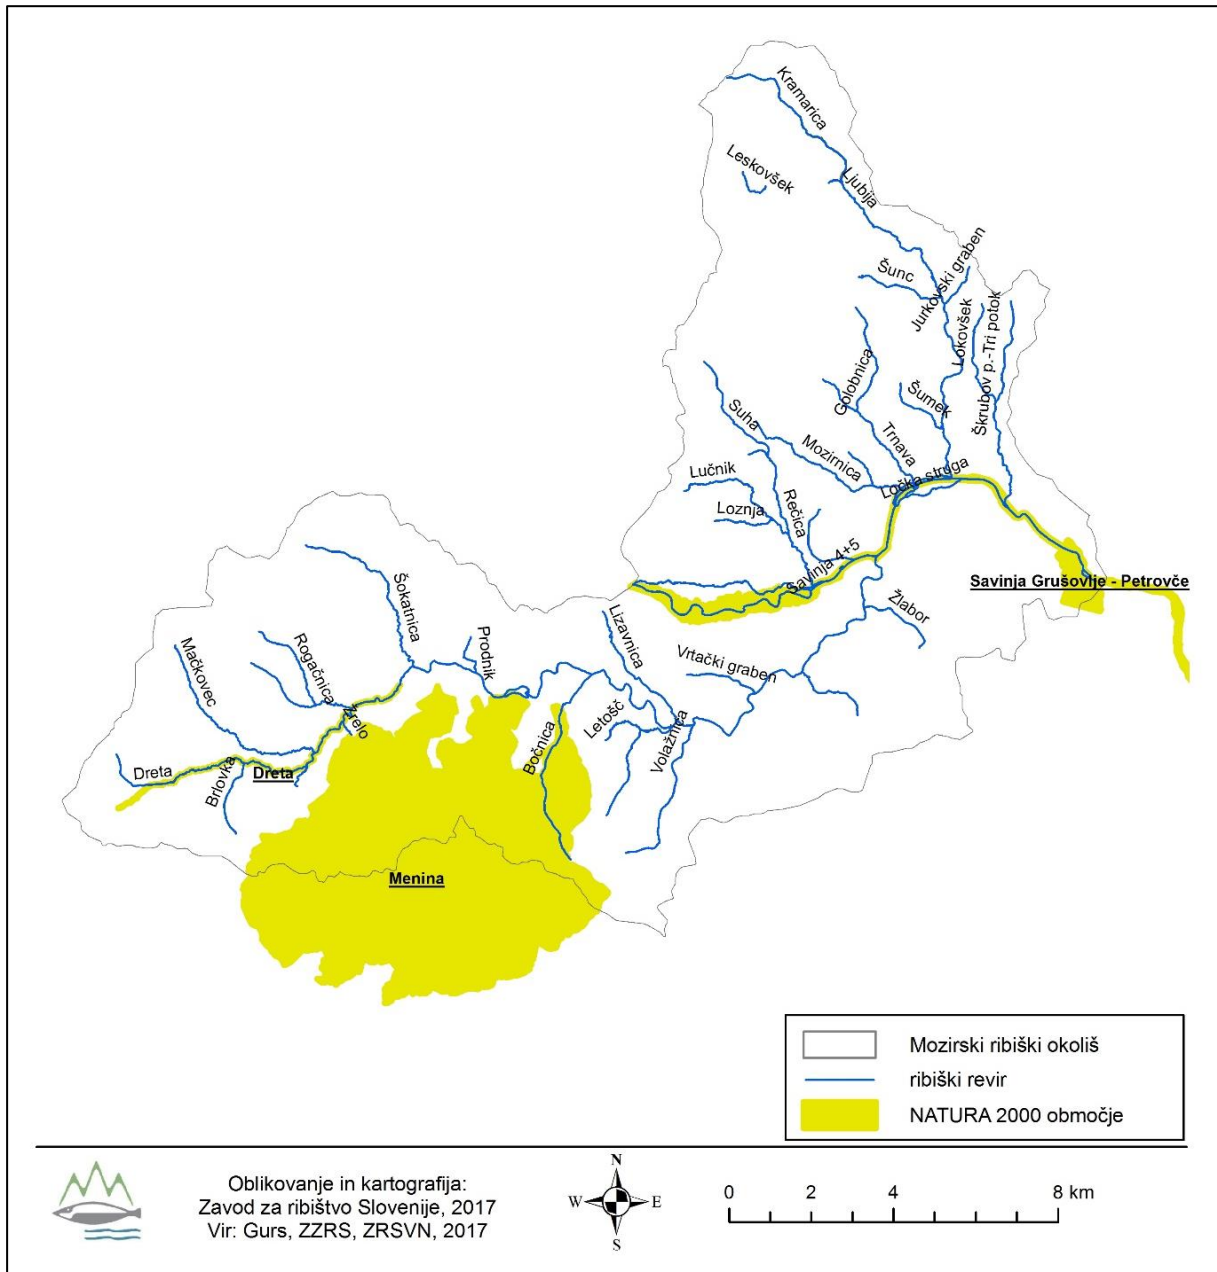 Kramarica
Leskovšek
Ljubija
Šunc
Jurkovski graben
Lokovšek
Škrubov p.-Tri potok
Golobnica
Šumek
Suha
Trnava
Mozirnica
Ločka struga
Lučnik
Rečica
Loznja
Savinja 4+5
Savinja Grušovlje - Petrovče
Žlabor
Šokatnica
Lizavnica
Prodnik
Rogačnica
Mačkovec
Vrtački graben
Žrelo
Letošč
Volažnica
Bočnica
Dreta
Dreta
Brlovka
Menina
Mozirski ribiški okoliš
ribiški revir
NATURA 2000 območje
Oblikovanje in kartografija:
Zavod za ribištvo Slovenije, 2017
Vir: Gurs, ZZRS, ZRSVN, 2017
N
W E
S
0 2 4 8 km